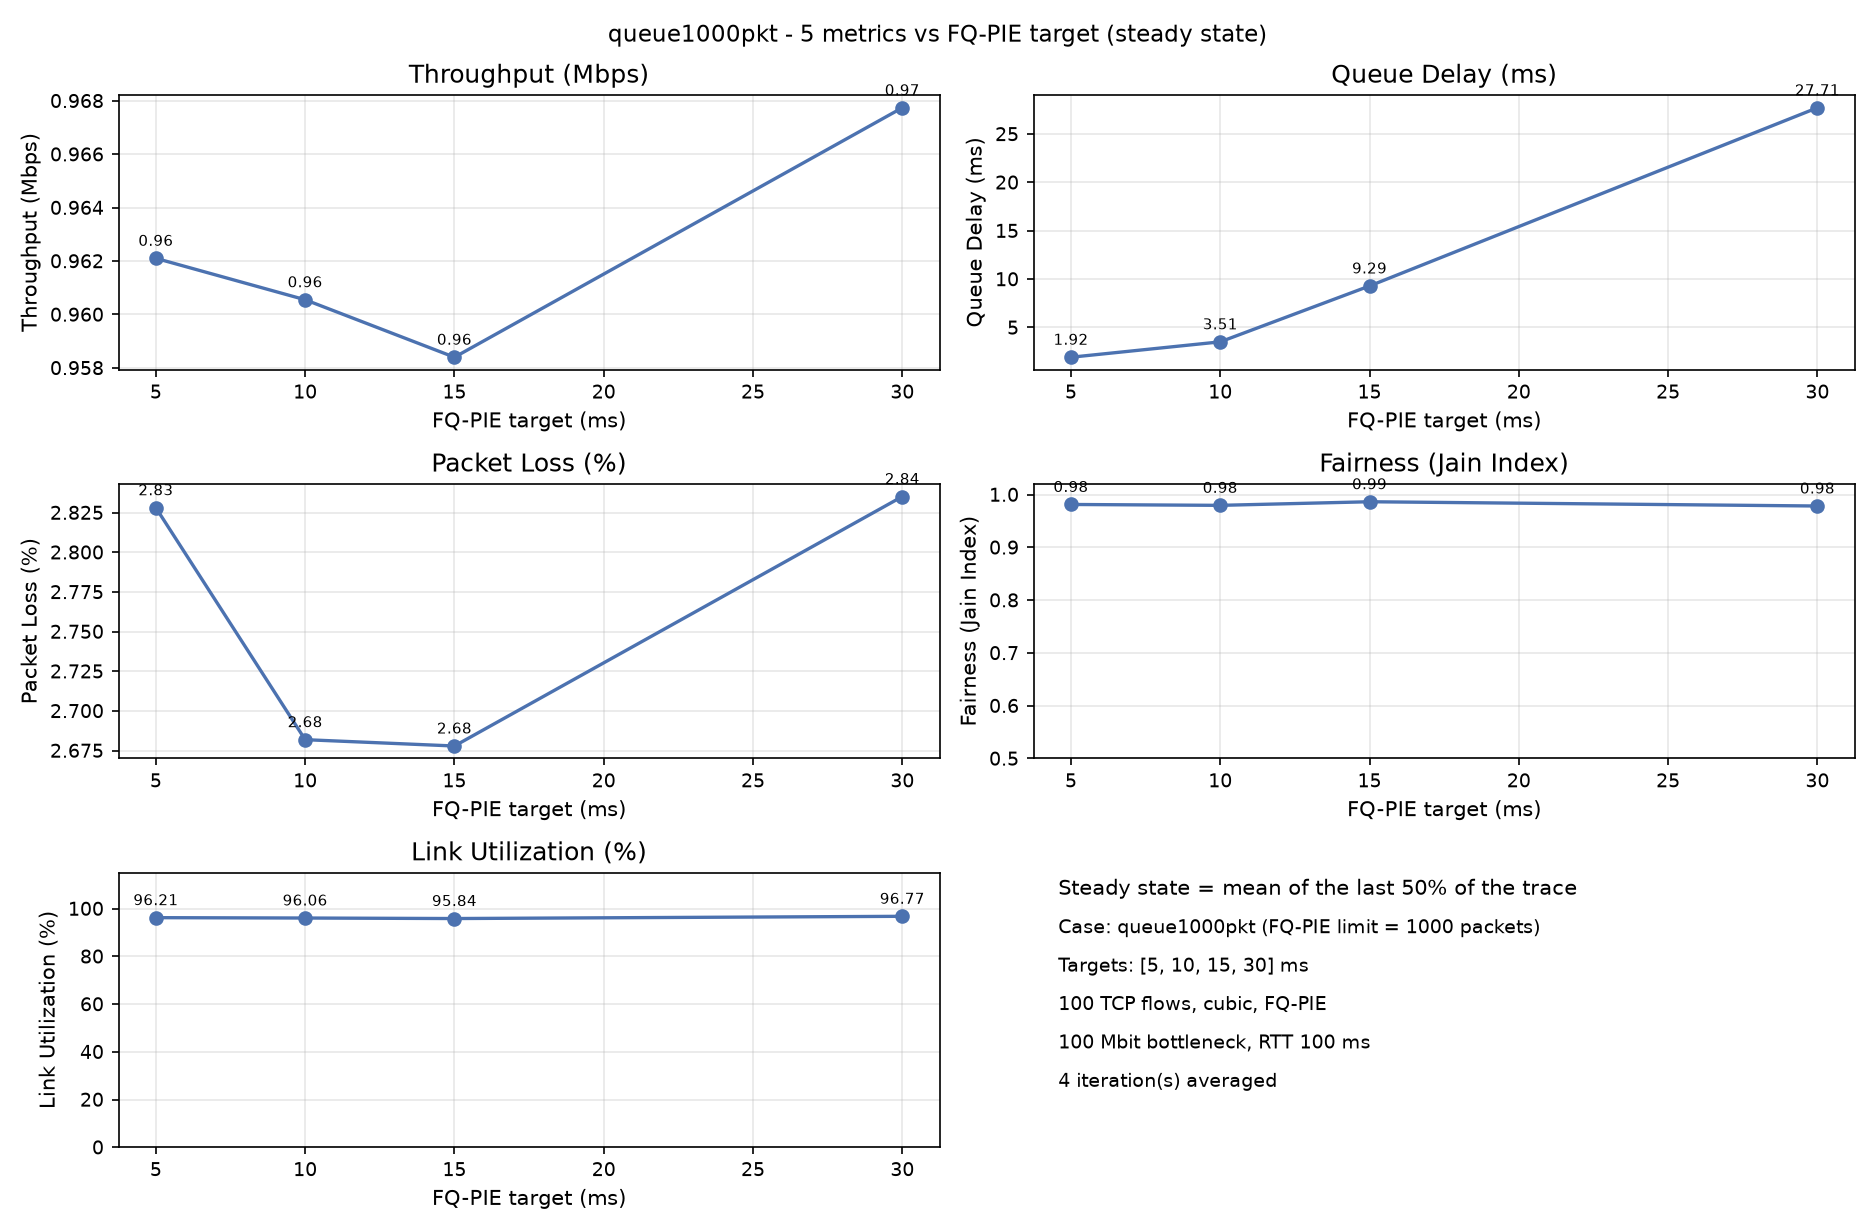 queue1000pkt - 5 metrics vs FQ-PIE target (steady state)
Throughput (Mbps)
Throughput (Mbps)
0.968
0.966
0.964
0.962
0.960
0.958
0.96
0.96
0.96
0.97
5 10 15 20 25 30
FQ-PIE target (ms)
Queue Delay (ms)
Queue Delay (ms)
25
20
15
10
5
1.92
3.51
9.29
27.71
5 10 15 20 25 30
FQ-PIE target (ms)
Packet Loss (%)
Packet Loss (%)
2.825
2.800
2.775
2.750
2.725
2.700
2.675
2.83
2.68
2.68
2.84
5 10 15 20 25 30
FQ-PIE target (ms)
Fairness (Jain Index)
Fairness (Jain Index)
1.0
0.9
0.8
0.7
0.6
0.5
0.98
0.98
0.99
0.98
5 10 15 20 25 30
FQ-PIE target (ms)
Link Utilization (%)
Link Utilization (%)
100
80
60
40
20
0
96.21
96.06
95.84
96.77
5 10 15 20 25 30
FQ-PIE target (ms)
Steady state = mean of the last 50% of the trace
Case: queue1000pkt (FQ-PIE limit = 1000 packets)
Targets: [5, 10, 15, 30] ms
100 TCP flows, cubic, FQ-PIE
100 Mbit bottleneck, RTT 100 ms
4 iteration(s) averaged